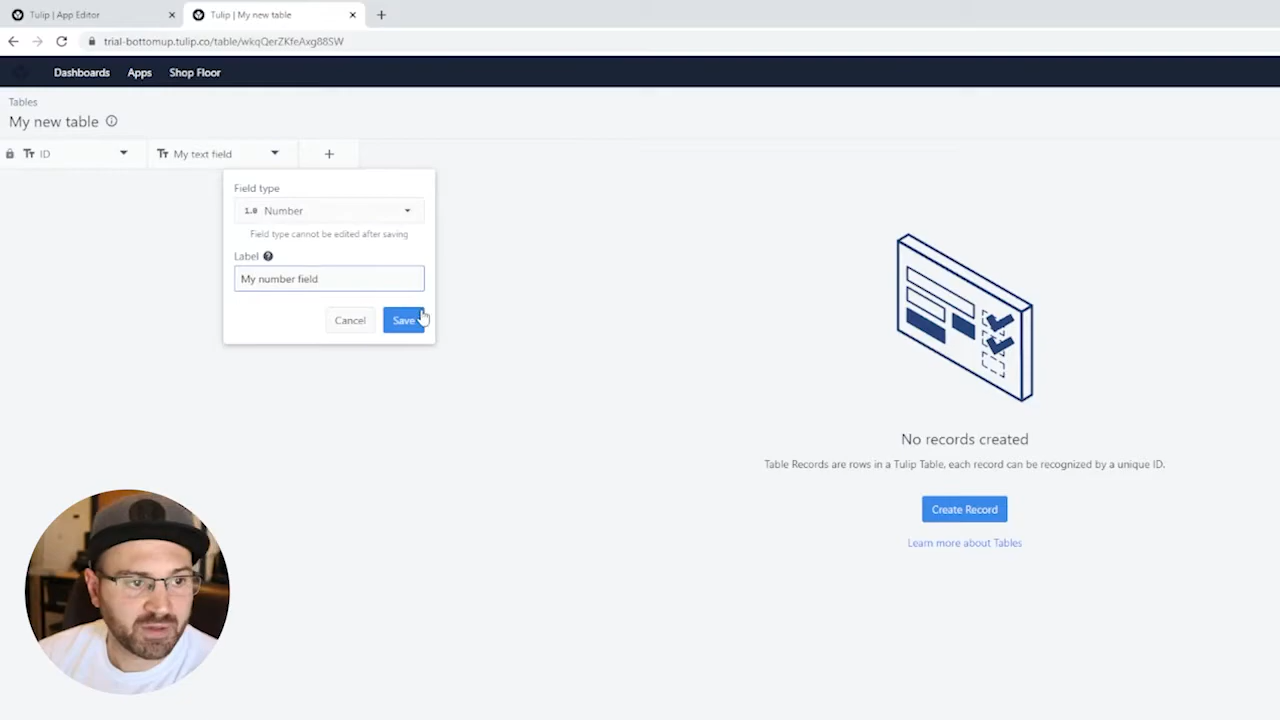 Tulip | App Editor
Tulip | My new table
trial-bottomup.tulip.co/table/wkqQerZKfeAxg88SW
Dashboards
Apps
Shop Floor
Tables
My new table
Tт ID
Tт My text field
Field type
1.0 Number
Field type cannot be edited after saving
Label
My number field
Cancel
Save
No records created
Table Records are rows in a Tulip Table, each record can be recognized by a unique ID.
Create Record
Learn more about Tables